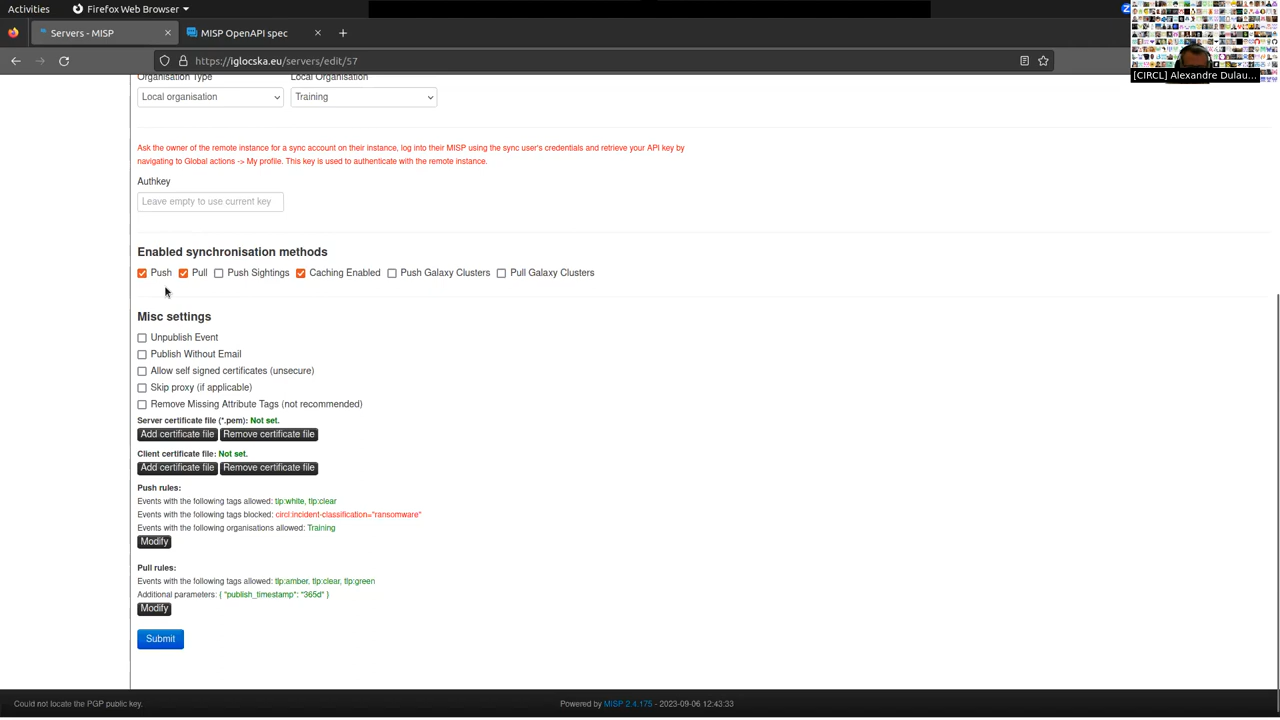 Activities
Firefox Web Browser
Servers - MISP
MISP OpenAPI spec
https://iglocska.eu/servers/edit/57
[CIRCL] Alexandre Dulau...
Organisation Type
Local Organisation
Local organisation
Training
Ask the owner of the remote instance for a sync account on their instance, log into their MISP using the sync user's credentials and retrieve your API key by
navigating to Global actions -> My profile. This key is used to authenticate with the remote instance.
Authkey
Leave empty to use current key
Enabled synchronisation methods
Push Pull Push Sightings Caching Enabled Push Galaxy Clusters Pull Galaxy Clusters
Misc settings
Unpublish Event
Publish Without Email
Allow self signed certificates (unsecure)
Skip proxy (if applicable)
Remove Missing Attribute Tags (not recommended)
Server certificate file (*.pem): Not set.
Add certificate file Remove certificate file
Client certificate file: Not set.
Add certificate file Remove certificate file
Push rules:
Events with the following tags allowed: tlp:white, tlp:clear
Events with the following tags blocked: circl:incident-classification="ransomware"
Events with the following organisations allowed: Training
Modify
Pull rules:
Events with the following tags allowed: tlp:amber, tlp:clear, tlp:green
Additional parameters: { "publish_timestamp": "365d" }
Modify
Submit
Could not locate the PGP public key.
Powered by MISP 2.4.175 - 2023-09-06 12:43:33